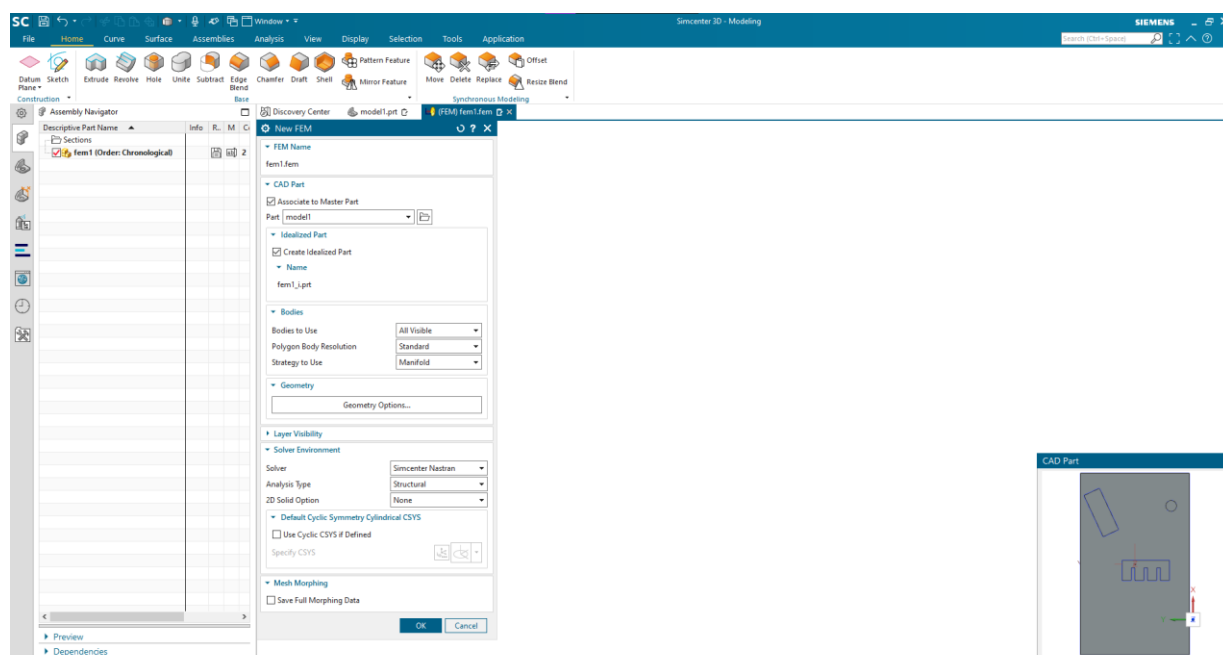 SC Window Simcenter 3D - Modeling SIEMENS
File Home Curve Surface Assemblies Analysis View Display Selection Tools Application Search (Ctrl+Space)
Pattern Feature Offset
Datum Plane Sketch Extrude Revolve Hole Unite Subtract Edge Blend Chamfer Draft Shell Mirror Feature Move Delete Replace Resize Blend
Construction Base Synchronous Modeling
Assembly Navigator Discovery Center model1.prt (FEM) fem1.fem
Descriptive Part Name Info R.. M New FEM
Sections
FEM Name
fem1 (Order: Chronological) 2
fem1.fem
CAD Part
Associate to Master Part
Part model1
Idealized Part
Create Idealized Part
Name
fem1_i.prt
Bodies
Bodies to Use All Visible
Polygon Body Resolution Standard
Strategy to Use Manifold
Geometry
Geometry Options...
Layer Visibility
Solver Environment
Solver Simcenter Nastran
Analysis Type Structural
2D Solid Option None
Default Cyclic Symmetry Cylindrical CSYS
Use Cyclic CSYS if Defined
Specify CSYS
Mesh Morphing
Save Full Morphing Data
OK Cancel
Preview
Dependencies
CAD Part
X